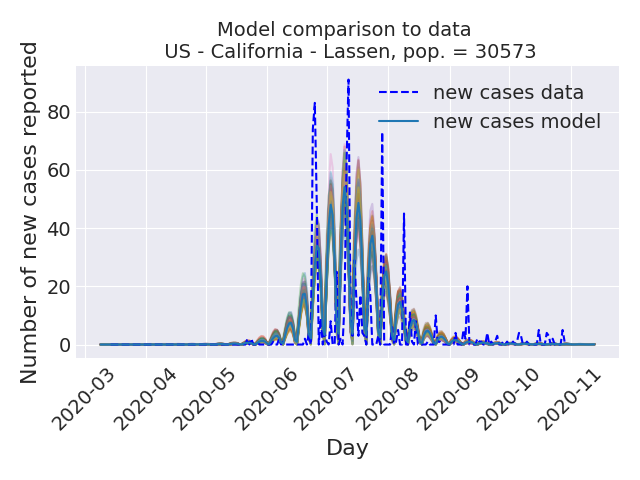 Model comparison to data
US - California - Lassen, pop. = 30573
Number of new cases reported
80
60
40
20
0
new cases data
new cases model
2020-03
2020-04
2020-05
2020-06
2020-07
2020-08
2020-09
2020-10
2020-11
Day